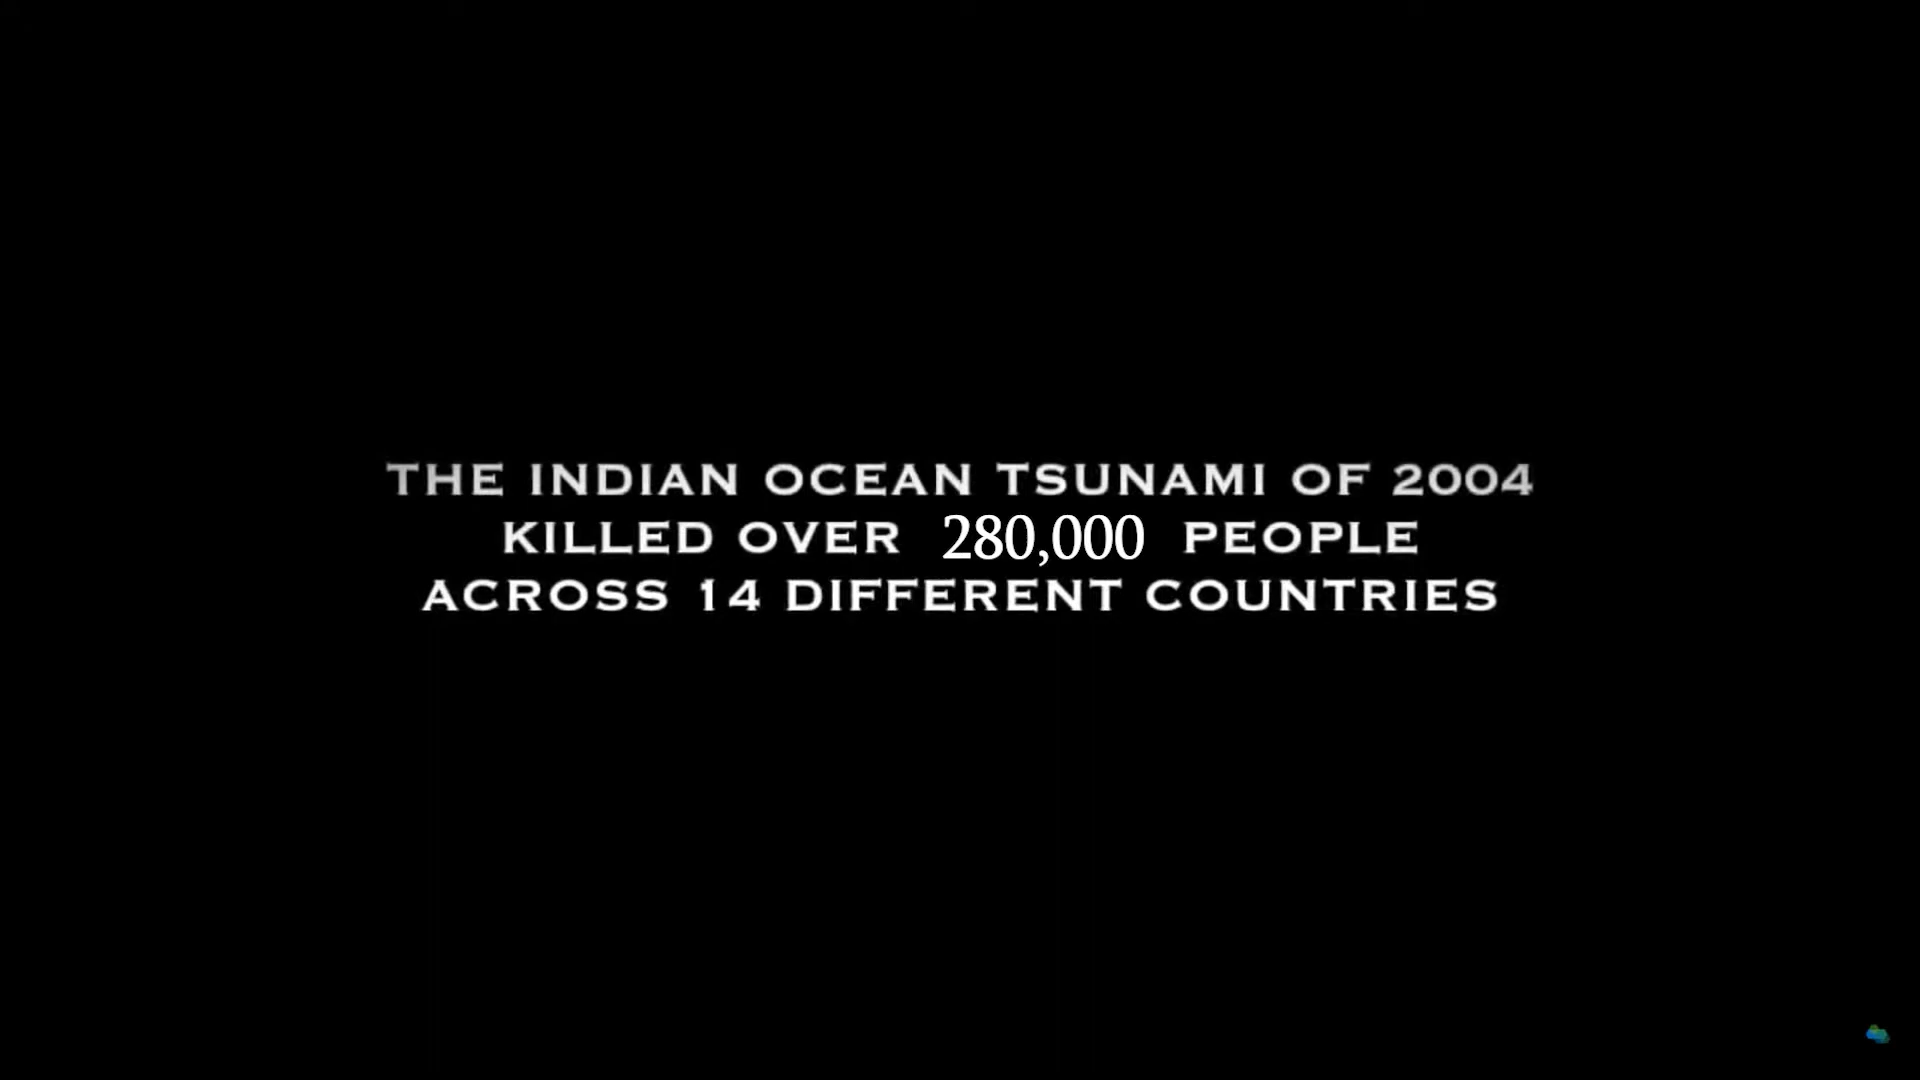 THE INDIAN OCEAN TSUNAMI OF 2004
KILLED OVER 280,000 PEOPLE
ACROSS 14 DIFFERENT COUNTRIES